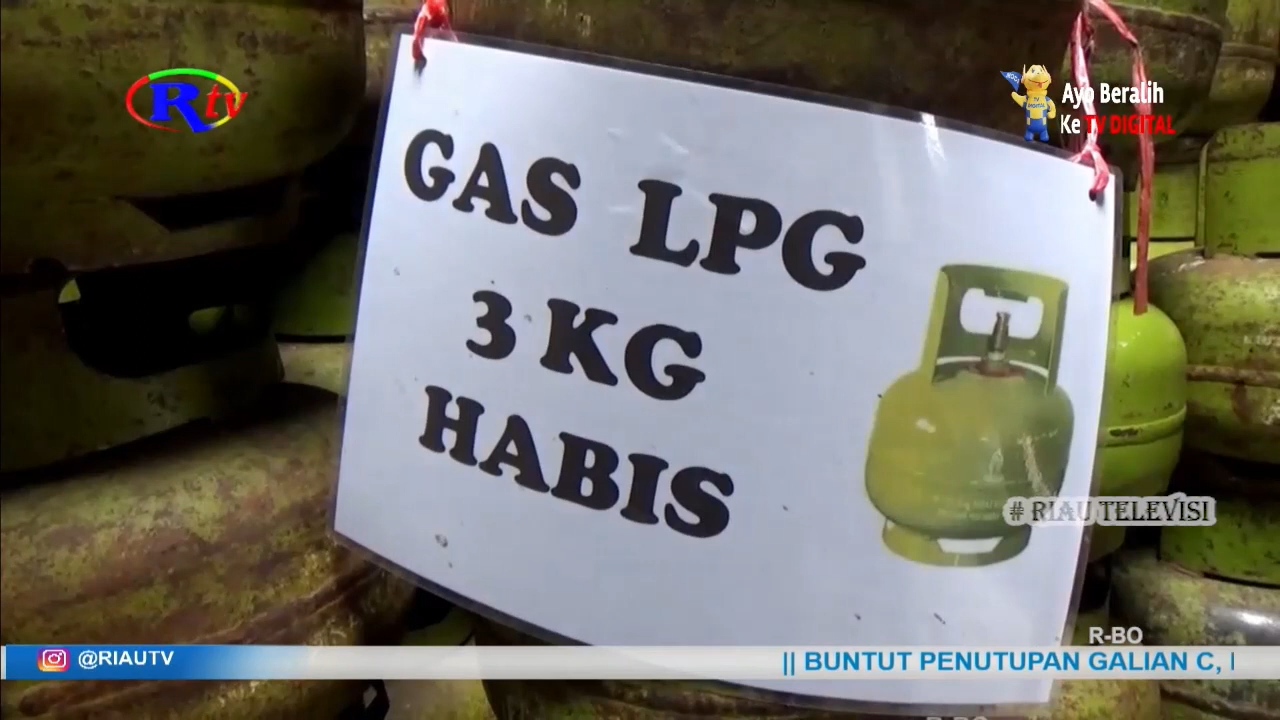 Rtv
Ayo Beralih
Ke TV DIGITAL
GAS LPG
3 KG
HABIS
# RIAU TELEVISI
R-BO
@RIAUTV
|| BUNTUT PENUTUPAN GALIAN C,